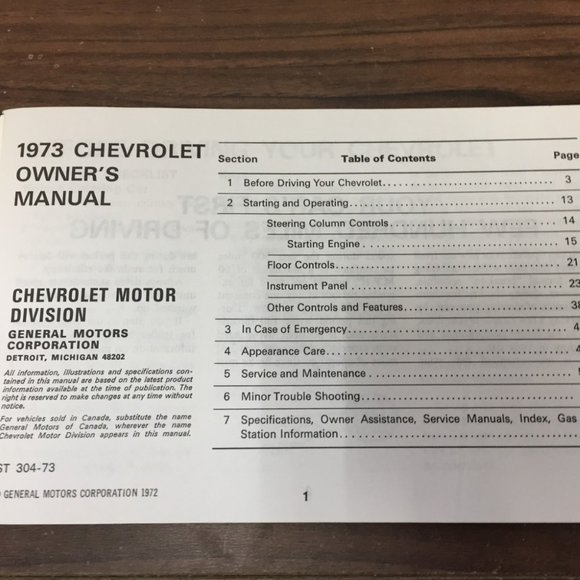 1973 CHEVROLET
OWNER'S
MANUAL
CHEVROLET MOTOR
DIVISION
GENERAL MOTORS
CORPORATION
DETROIT, MICHIGAN 48202
All information, illustrations and specifications con-
tained in this manual are based on the latest product
information available at the time of publication. The
right is reserved to make changes at any time without
notice.
For vehicles sold in Canada, substitute the name
General Motors of Canada, wherever the name
Chevrolet Motor Division appears in this manual.
ST 304-73
GENERAL MOTORS CORPORATION 1972
Section Table of Contents Page
1 Before Driving Your Chevrolet........................ 3
2 Starting and Operating........................ 13
Steering Column Controls........................ 14
Starting Engine........................ 15
Floor Controls........................ 21
Instrument Panel........................ 23
Other Controls and Features........................ 38
3 In Case of Emergency........................ 4
4 Appearance Care........................ 4
5 Service and Maintenance........................
6 Minor Trouble Shooting........................
7 Specifications, Owner Assistance, Service Manuals, Index, Gas
Station Information........................
1